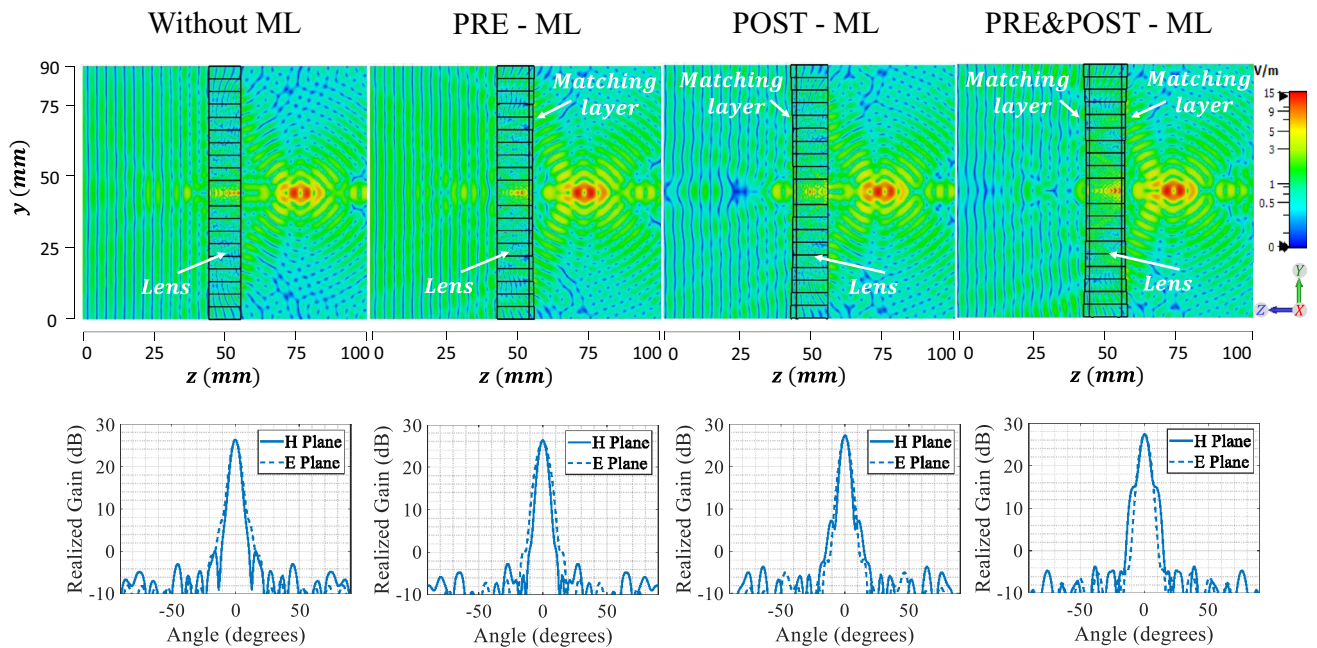 Without ML
PRE - ML
POST - ML
PRE&POST - ML
90
75
50
25
0
y (mm)
Lens
Matching
layer
Lens
Matching
layer
Lens
Matching
layer
Matching
layer
Lens
V/m
15
9
5
3
1
0.5
0
Y
Z
X
0 25 50 75 100
z (mm)
0 25 50 75 100
z (mm)
25 50 75 100
z (mm)
0 25 50 75 100
z (mm)
Realized Gain (dB)
30
20
10
0
-10
H Plane
E Plane
-50 0 50
Angle (degrees)
Realized Gain (dB)
30
20
10
0
-10
H Plane
E Plane
-50 0 50
Angle (degrees)
Realized Gain (dB)
30
20
10
0
-10
H Plane
E Plane
-50 0 50
Angle (degrees)
Realized Gain (dB)
30
20
10
0
-10
H Plane
E Plane
-50 0 50
Angle (degrees)